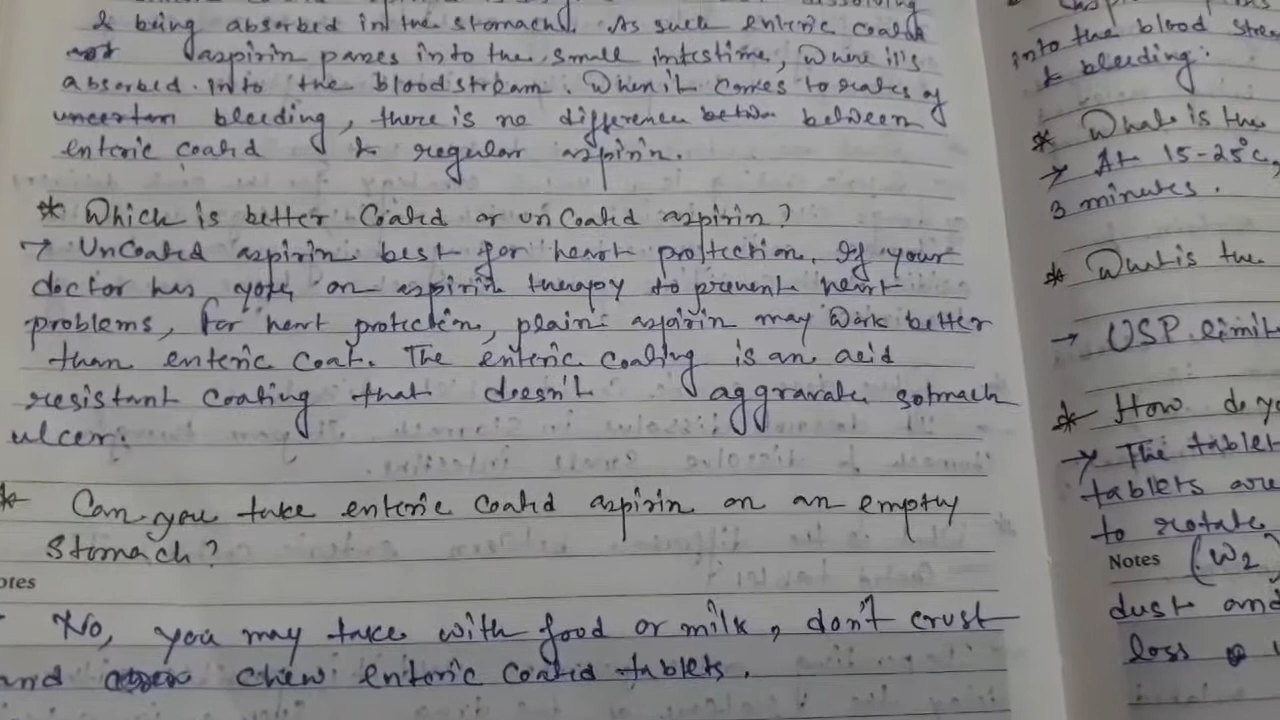 dissolving
& being absorbed in the stomach. As such enteric coated
aspirin passes into the small intestine, where it's
absorbed into the bloodstream. When it comes to rates of
bleeding, there is no difference between
enteric coated & regular aspirin.
* Which is better coated or uncoated aspirin?
→ Uncoated aspirin best for heart protection. If your
doctor has you on aspirin therapy to prevent heart
problems, for heart protection, plain aspirin may work better
than enteric coat. The enteric coating is an acid
resistant coating that doesn't aggravate sotmach
ulcer.
* Can you take enteric coated aspirin on an empty
stomach?
otes
No, you may take with food or milk, don't crust
and chew enteric coated tablets.
into the blood
& bleeding.
* What is the
→ At 15-25°C,
3 minutes.
* What is the
→ USP limit
* How do yo
→ The tablet
tablets are
to rotate
Notes (W2
dust and
loss